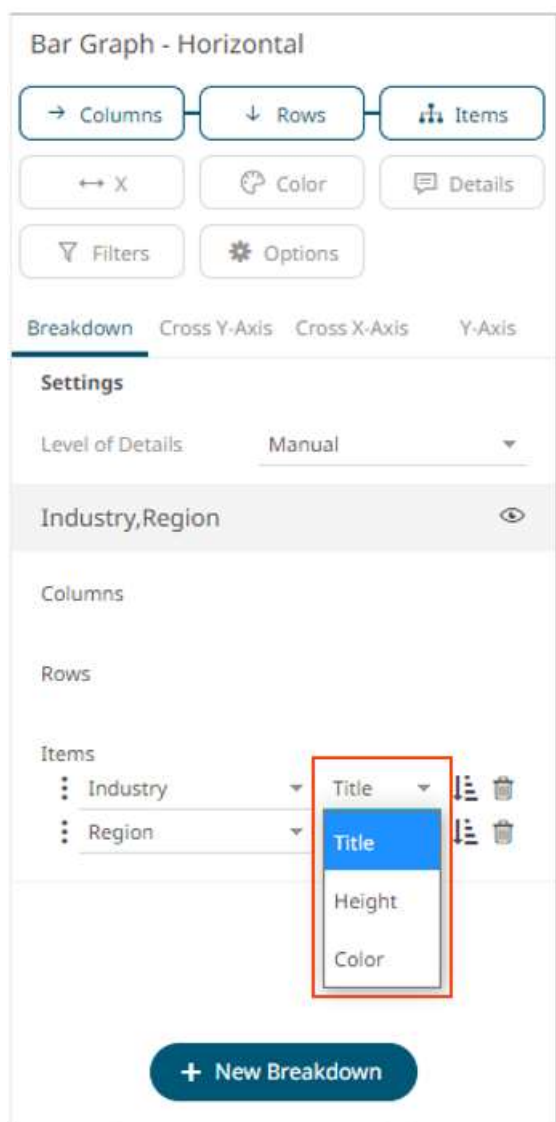 Bar Graph - Horizontal
Columns Rows Items
X Color Details
Filters Options
Breakdown Cross Y-Axis Cross X-Axis Y-Axis
Settings
Level of Details Manual
Industry,Region
Columns
Rows
Items
Industry Title
Region
Title
Height
Color
+ New Breakdown